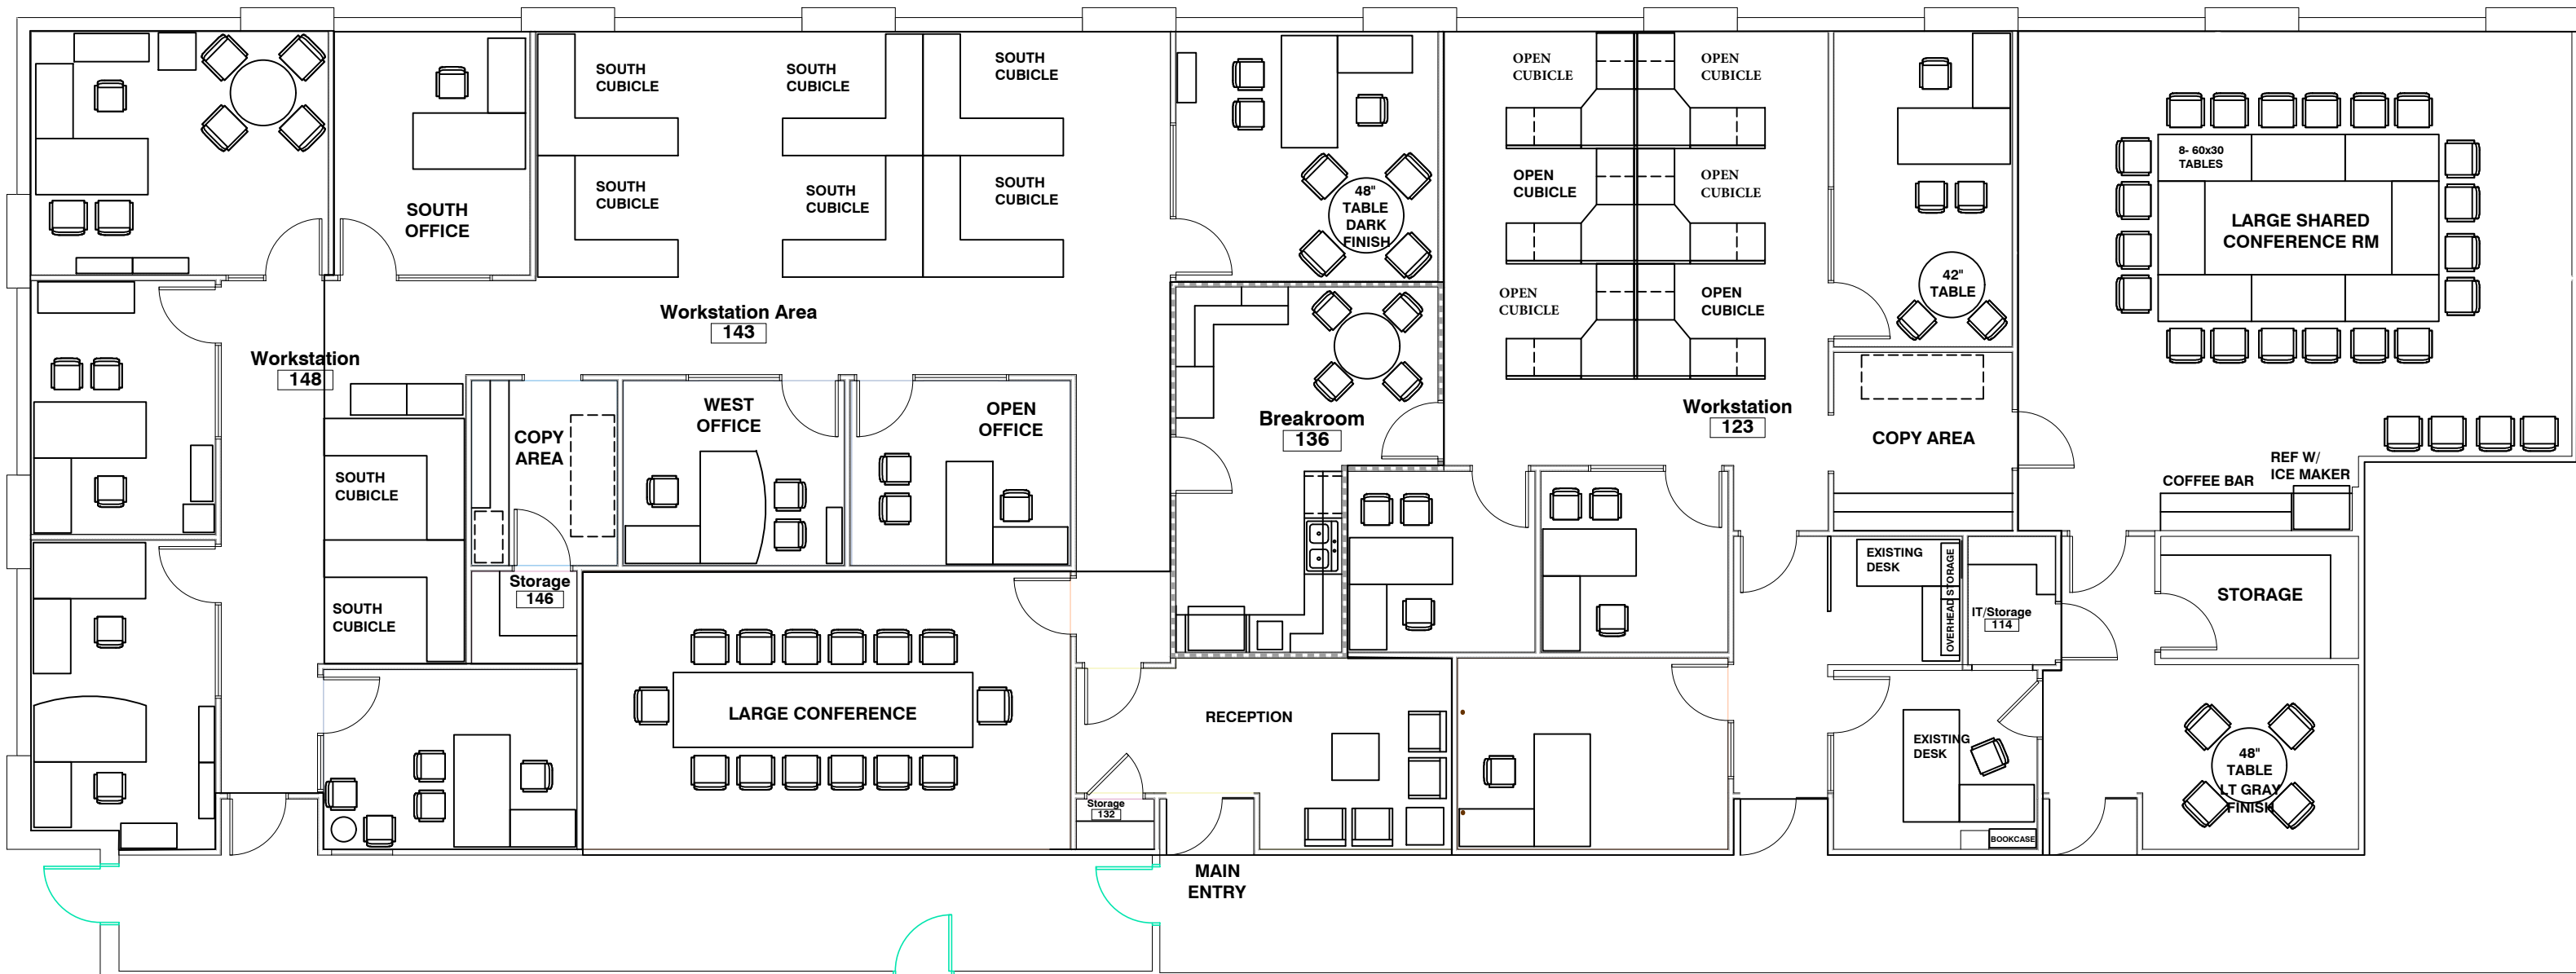 SOUTH
CUBICLE
SOUTH
CUBICLE
SOUTH
CUBICLE
OPEN
CUBICLE
OPEN
CUBICLE
8- 60x30
TABLES
SOUTH
CUBICLE
SOUTH
CUBICLE
SOUTH
CUBICLE
48"
TABLE
DARK
FINISH
OPEN
CUBICLE
OPEN
CUBICLE
SOUTH
OFFICE
LARGE SHARED
CONFERENCE RM
42"
TABLE
OPEN
CUBICLE
OPEN
CUBICLE
Workstation Area
143
Workstation
148
WEST
OFFICE
OPEN
OFFICE
Breakroom
136
Workstation
123
COPY
AREA
COPY AREA
SOUTH
CUBICLE
REF W/
ICE MAKER
COFFEE BAR
EXISTING
DESK
OVERHEAD STORAGE
Storage
146
IT/Storage
114
STORAGE
SOUTH
CUBICLE
LARGE CONFERENCE
RECEPTION
EXISTING
DESK
48"
TABLE
LT GRAY
FINISH
Storage
132
BOOKCASE
MAIN
ENTRY